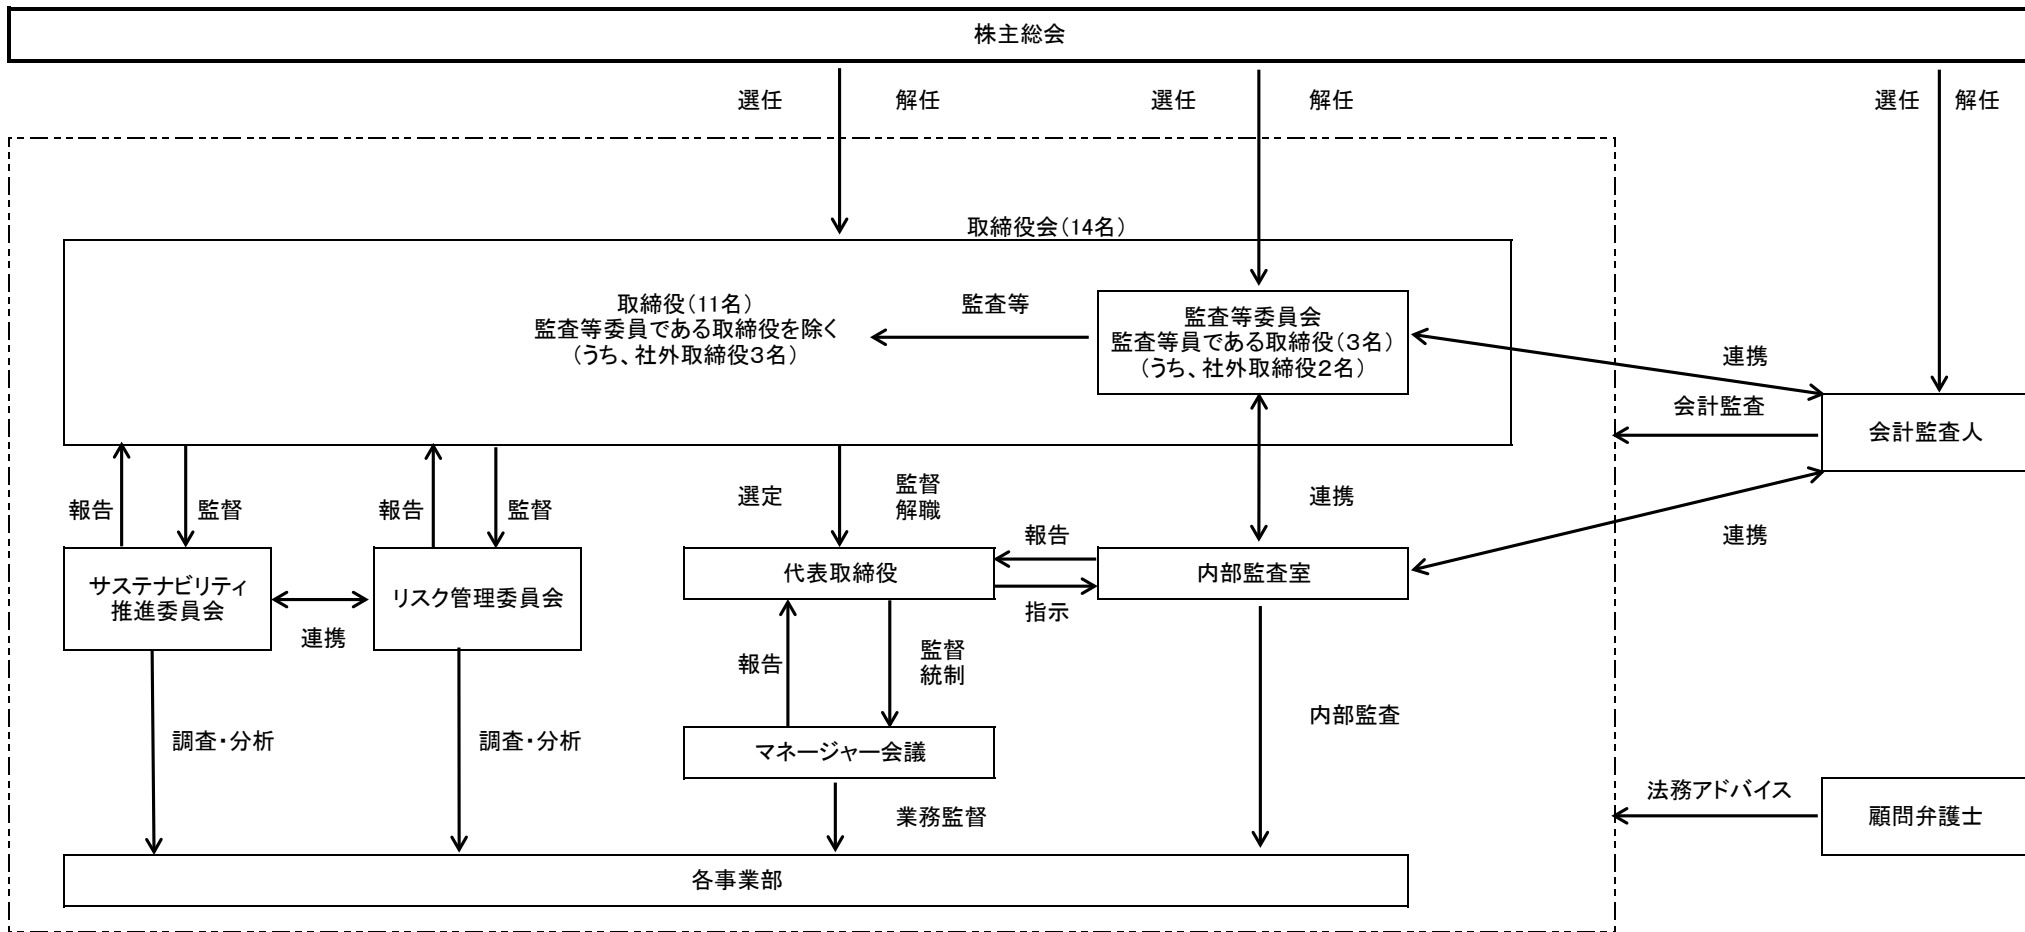 株主総会
選任
解任
選任
解任
選任
解任
取締役会(14名)
取締役(11名)
監査等委員である取締役を除く
(うち、社外取締役3名)
監査等
監査等委員会
監査等員である取締役(3名)
(うち、社外取締役2名)
連携
会計監査
会計監査人
報告
監督
報告
監督
選定
監督
解職
連携
連携
サステナビリティ
推進委員会
連携
リスク管理委員会
代表取締役
報告
指示
内部監査室
報告
監督
統制
調査・分析
調査・分析
マネージャー会議
内部監査
業務監督
法務アドバイス
顧問弁護士
各事業部